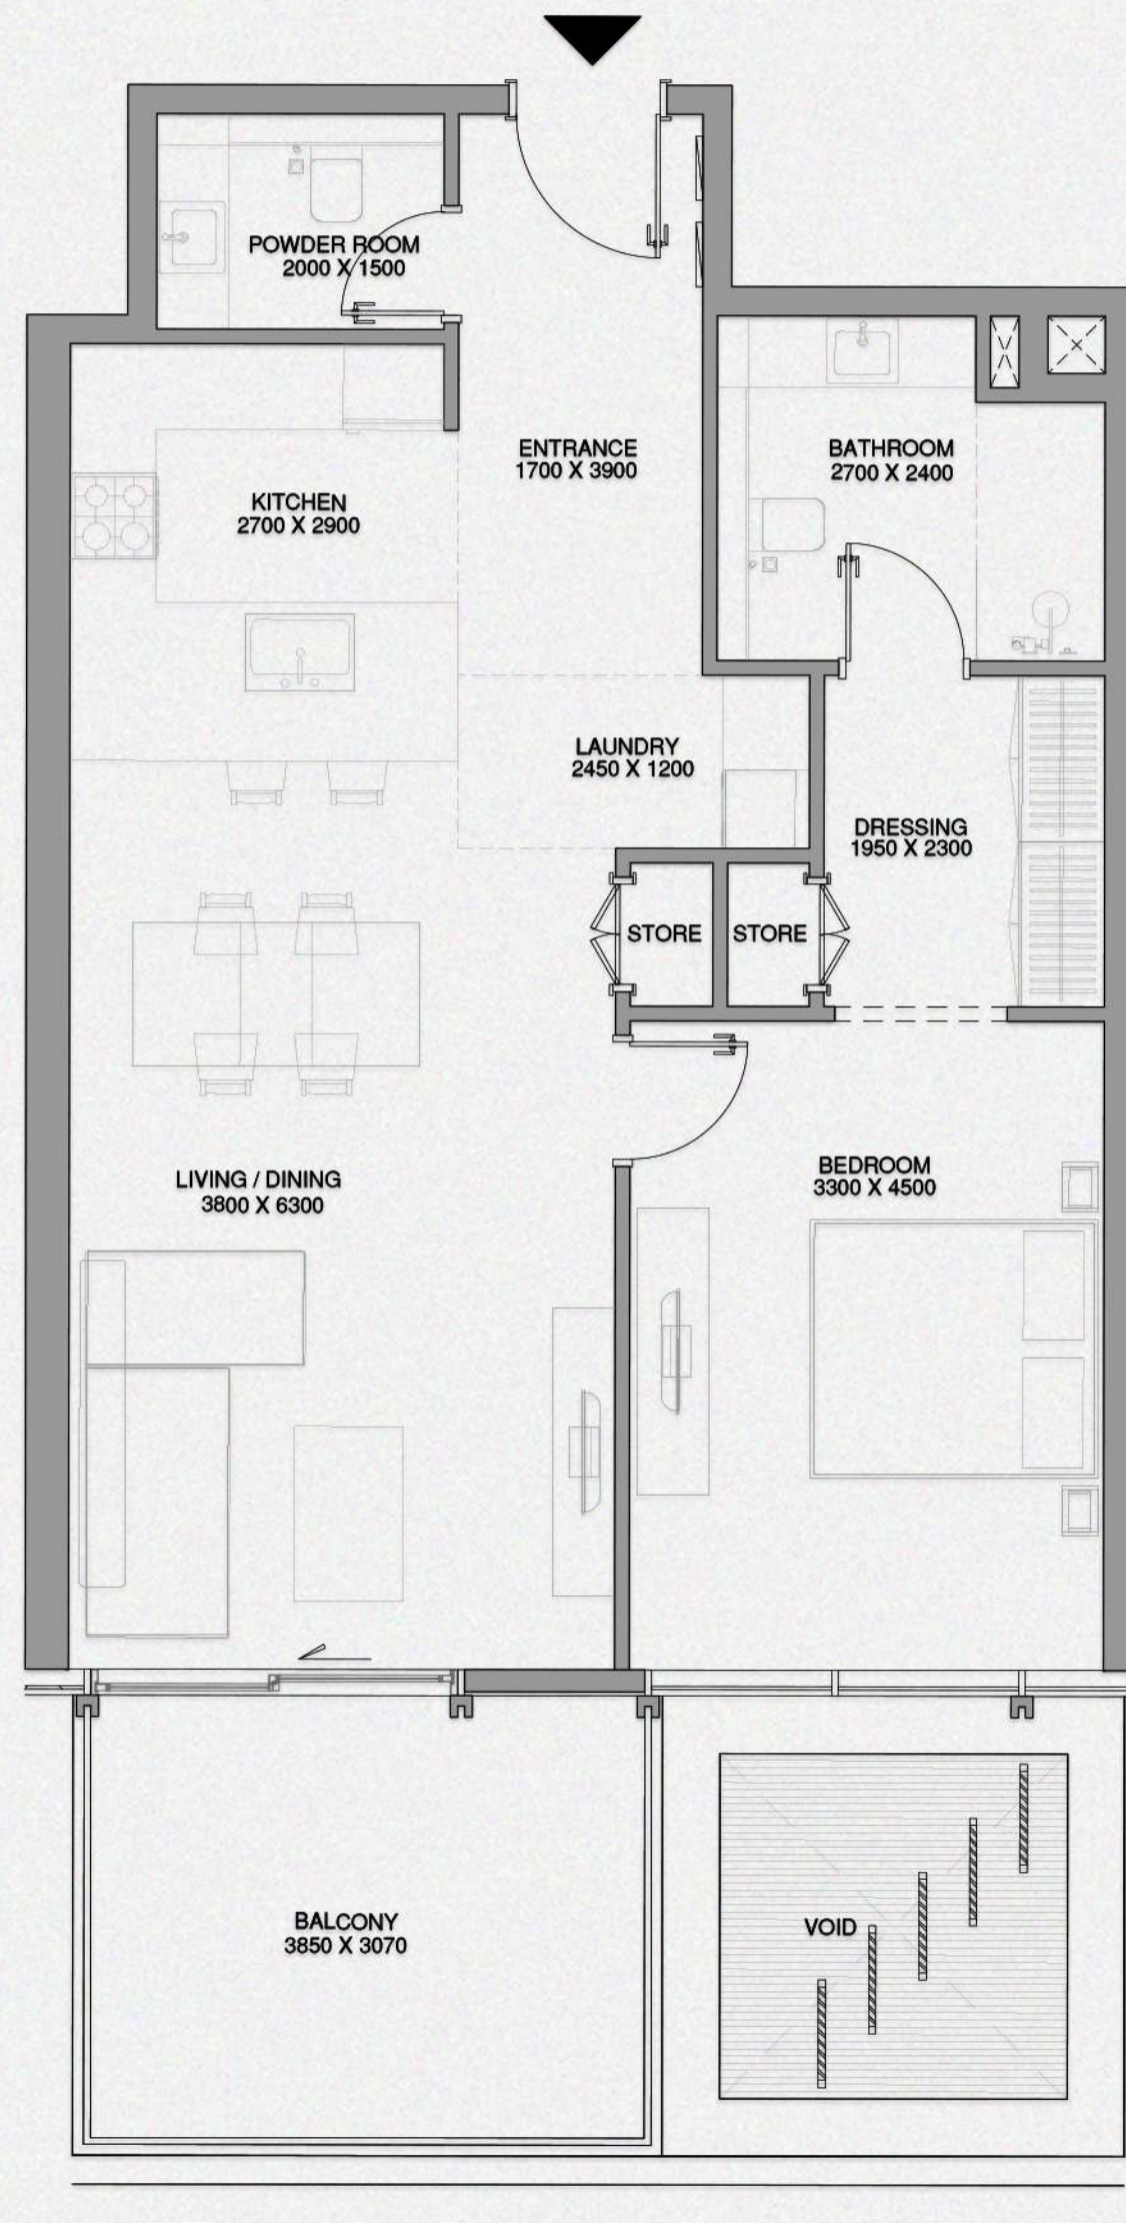 POWDER ROOM
2000 X 1500
ENTRANCE
1700 X 3900
BATHROOM
2700 X 2400
KITCHEN
2700 X 2900
LAUNDRY
2450 X 1200
DRESSING
1950 X 2300
STORE
STORE
LIVING / DINING
3800 X 6300
BEDROOM
3300 X 4500
BALCONY
3850 X 3070
VOID